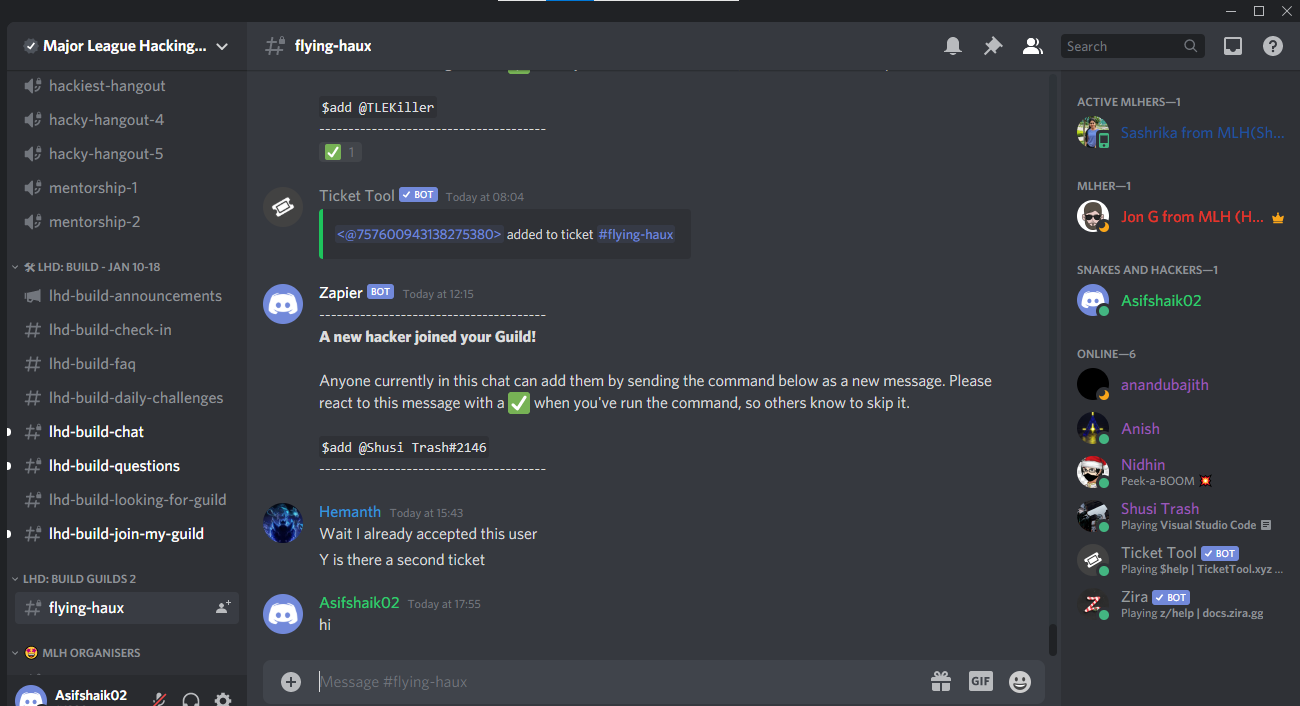 Major League Hacking...
hackiest-hangout
hacky-hangout-4
hacky-hangout-5
mentorship-1
mentorship-2
LHD: BUILD - JAN 10-18
lhd-build-announcements
lhd-build-check-in
lhd-build-faq
lhd-build-daily-challenges
lhd-build-chat
lhd-build-questions
lhd-build-looking-for-guild
lhd-build-join-my-guild
LHD: BUILD GUILDS 2
flying-haux
MLH ORGANISERS
Asifshaik02
flying-haux
Search
$add @TLEKiller
--------------------------------------
1
Ticket Tool BOT Today at 08:04
<@757600943138275380> added to ticket #flying-haux
Zapier BOT Today at 12:15
--------------------------------------
A new hacker joined your Guild!
Anyone currently in this chat can add them by sending the command below as a new message. Please
react to this message with a ✅ when you've run the command, so others know to skip it.
$add @Shusi Trash#2146
--------------------------------------
Hemanth Today at 15:43
Wait I already accepted this user
Y is there a second ticket
Asifshaik02 Today at 17:55
hi
Message #flying-haux
GIF
ACTIVE MLHERS—1
Sashrika from MLH(Sh...
MLHER—1
Jon G from MLH (H...
SNAKES AND HACKERS—1
Asifshaik02
ONLINE—6
anandubajith
Anish
Nidhin
Peek-a-BOOM 💥
Shusi Trash
Playing Visual Studio Code
Ticket Tool BOT
Playing $help | TicketTool.xyz ...
Zira BOT
Playing z/help | docs.zira.gg